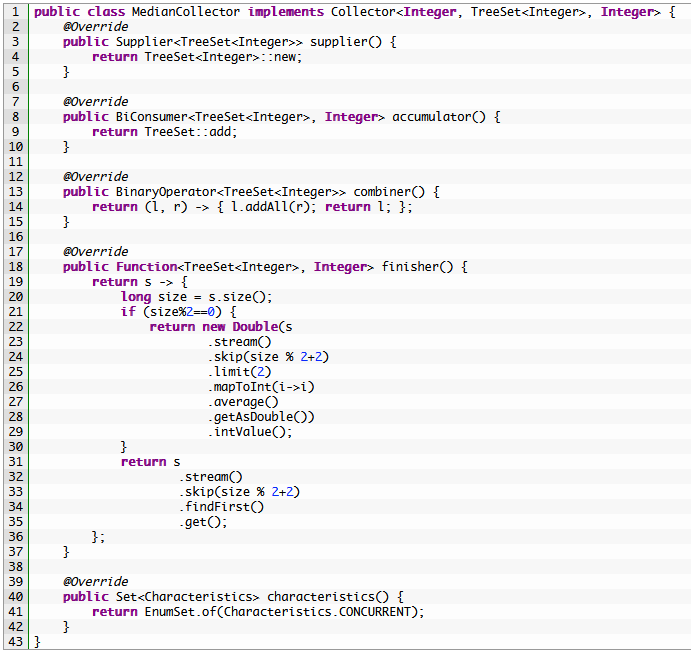 1 public class MedianCollector implements Collector<Integer, TreeSet<Integer>, Integer> {
2     @Override
3     public Supplier<TreeSet<Integer>> supplier() {
4         return TreeSet<Integer>::new;
5     }
6
7     @Override
8     public BiConsumer<TreeSet<Integer>, Integer> accumulator() {
9         return TreeSet::add;
10     }
11
12     @Override
13     public BinaryOperator<TreeSet<Integer>> combiner() {
14         return (l, r) -> { l.addAll(r); return l; };
15     }
16
17     @Override
18     public Function<TreeSet<Integer>, Integer> finisher() {
19         return s -> {
20             long size = s.size();
21             if (size%2==0) {
22                 return new Double(s
23                         .stream()
24                         .skip(size % 2+2)
25                         .limit(2)
26                         .mapToInt(i->i)
27                         .average()
28                         .getAsDouble())
29                         .intValue();
30             }
31             return s
32                     .stream()
33                     .skip(size % 2+2)
34                     .findFirst()
35                     .get();
36         };
37     }
38
39     @Override
40     public Set<Characteristics> characteristics() {
41         return EnumSet.of(Characteristics.CONCURRENT);
42     }
43 }